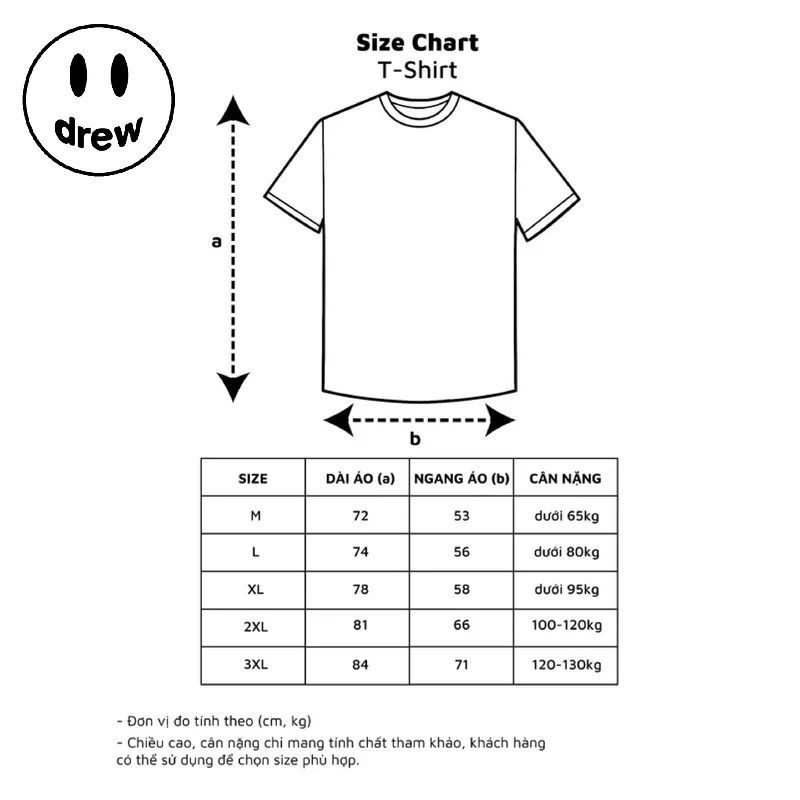 drew
Size Chart
T-Shirt
a
b
SIZE DÀI ÁO (a) NGANG ÁO (b) CÂN NẶNG
M 72 53 dưới 65kg
L 74 56 dưới 80kg
XL 78 58 dưới 95kg
2XL 81 66 100-120kg
3XL 84 71 120-130kg
- Đơn vị đo tính theo (cm, kg)
- Chiều cao, cân nặng chỉ mang tính chất tham khảo, khách hàng
có thể sử dụng để chọn size phù hợp.